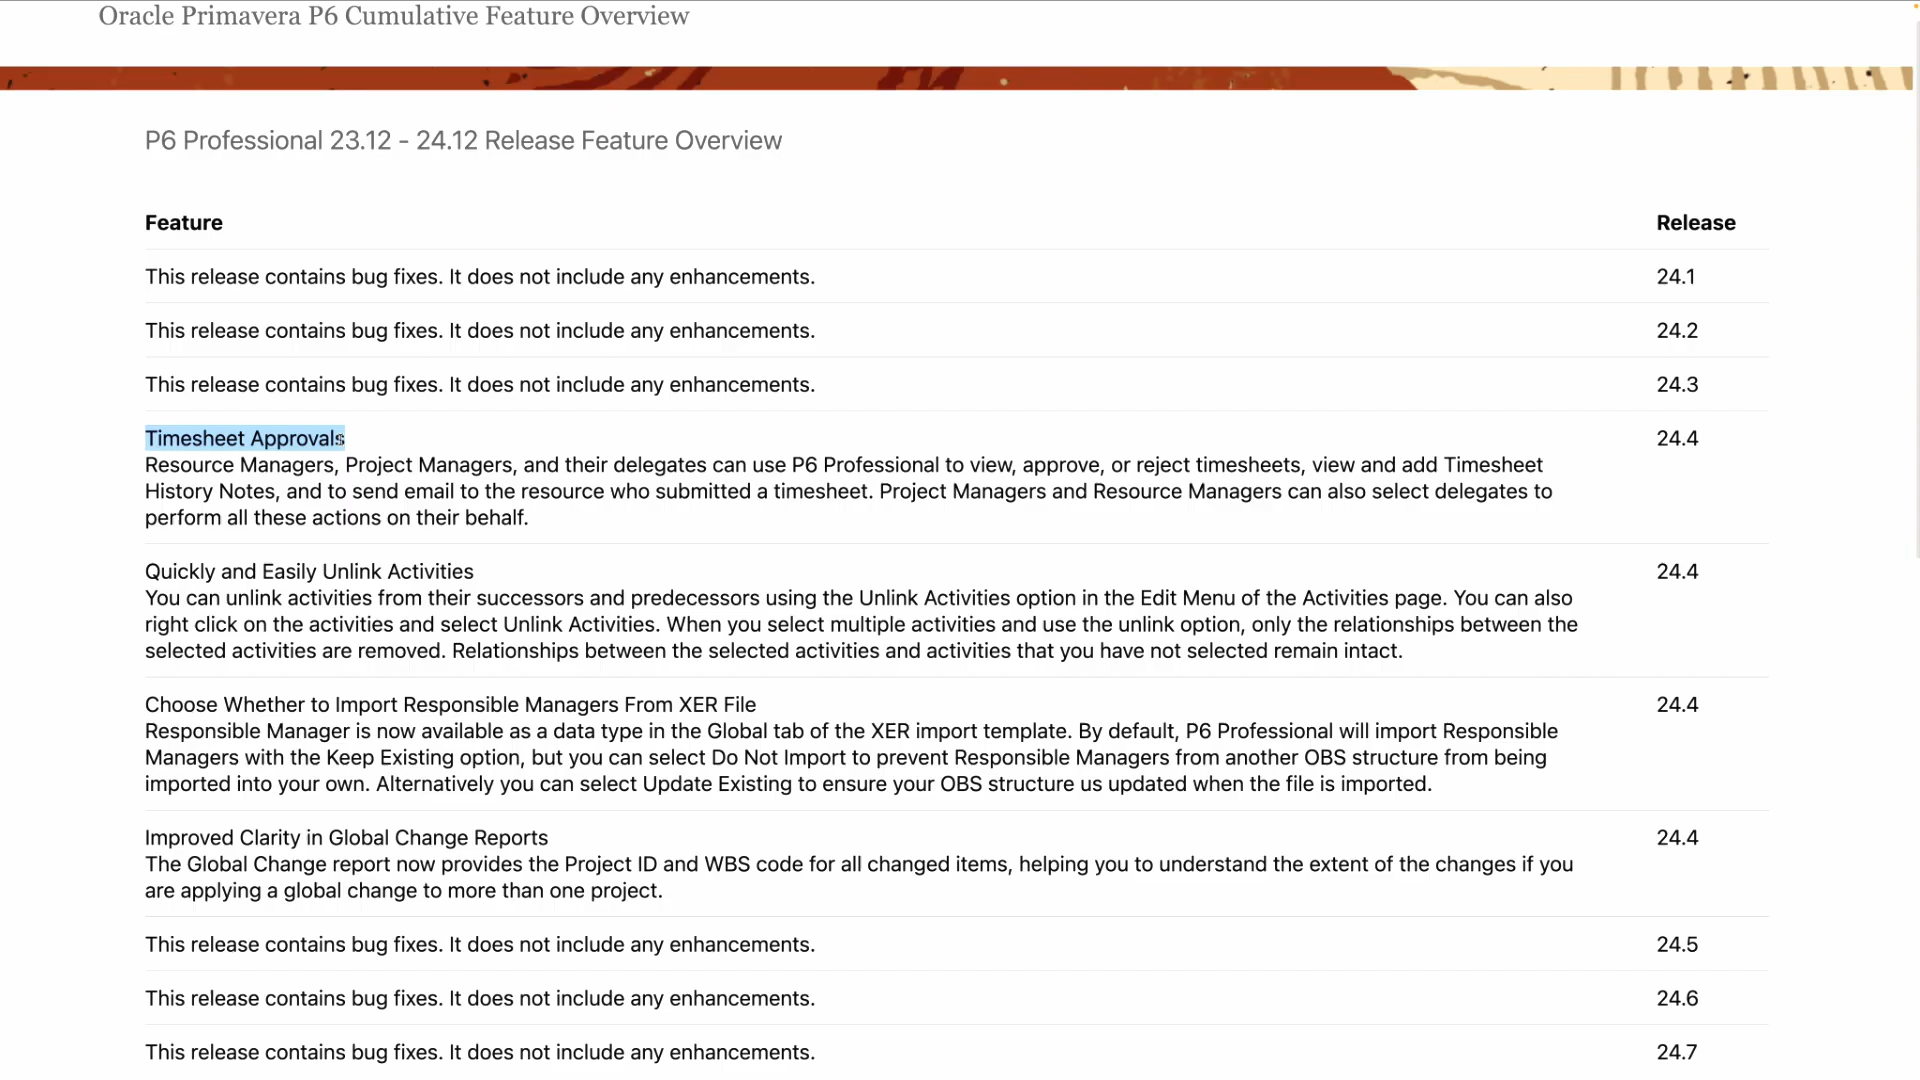 Oracle Primavera P6 Cumulative Feature Overview
P6 Professional 23.12 - 24.12 Release Feature Overview
Feature Release
This release contains bug fixes. It does not include any enhancements. 24.1
This release contains bug fixes. It does not include any enhancements. 24.2
This release contains bug fixes. It does not include any enhancements. 24.3
Timesheet Approvals 24.4
Resource Managers, Project Managers, and their delegates can use P6 Professional to view, approve, or reject timesheets, view and add Timesheet
History Notes, and to send email to the resource who submitted a timesheet. Project Managers and Resource Managers can also select delegates to
perform all these actions on their behalf.
Quickly and Easily Unlink Activities 24.4
You can unlink activities from their successors and predecessors using the Unlink Activities option in the Edit Menu of the Activities page. You can also
right click on the activities and select Unlink Activities. When you select multiple activities and use the unlink option, only the relationships between the
selected activities are removed. Relationships between the selected activities and activities that you have not selected remain intact.
Choose Whether to Import Responsible Managers From XER File 24.4
Responsible Manager is now available as a data type in the Global tab of the XER import template. By default, P6 Professional will import Responsible
Managers with the Keep Existing option, but you can select Do Not Import to prevent Responsible Managers from another OBS structure from being
imported into your own. Alternatively you can select Update Existing to ensure your OBS structure us updated when the file is imported.
Improved Clarity in Global Change Reports 24.4
The Global Change report now provides the Project ID and WBS code for all changed items, helping you to understand the extent of the changes if you
are applying a global change to more than one project.
This release contains bug fixes. It does not include any enhancements. 24.5
This release contains bug fixes. It does not include any enhancements. 24.6
This release contains bug fixes. It does not include any enhancements. 24.7